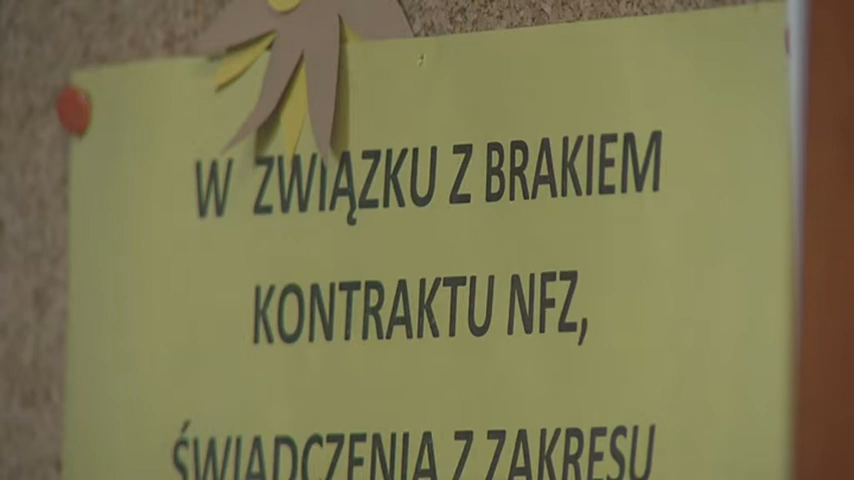 W ZWIĄZKU Z BRAKIEM
KONTRAKTU NFZ,
ŚWIADCZENIA Z ZAKRESU